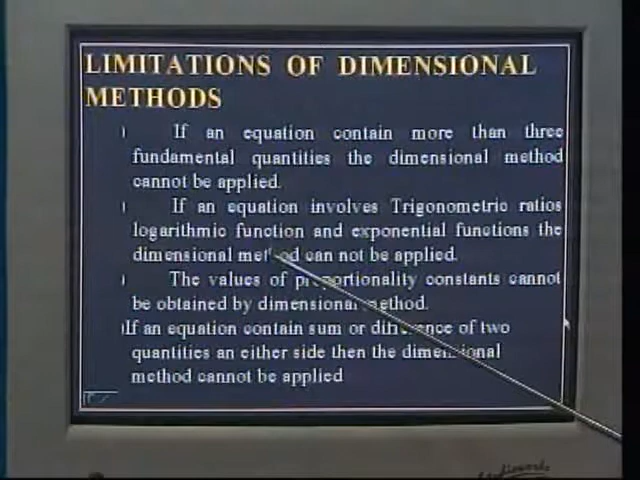 LIMITATIONS OF DIMENSIONAL
METHODS
If an equation contain more than three
fundamental quantities the dimensional method
cannot be applied.
If an equation involves Trigonometric ratios
logarithmic function and exponential functions the
dimensional method can not be applied.
The values of proportionality constants cannot
be obtained by dimensional method.
If an equation contain sum or difference of two
quantities an either side then the dimensional
method cannot be applied